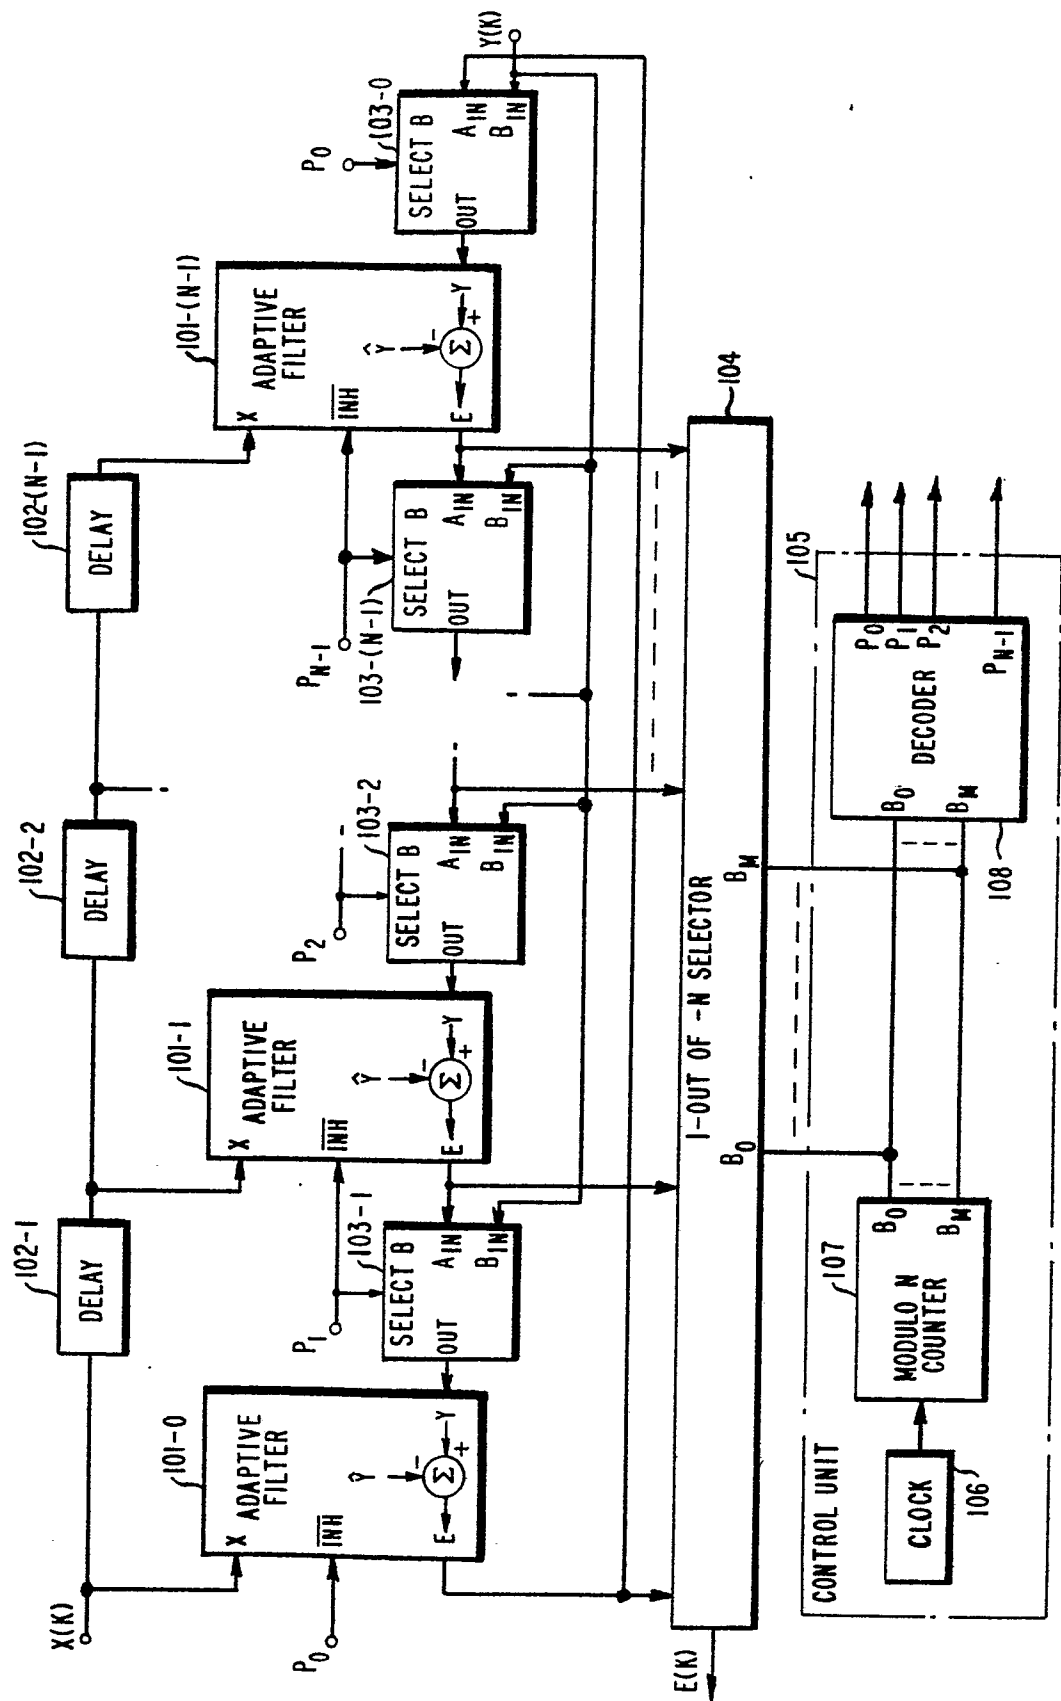 X(K)
102-1
DELAY
102-2
DELAY
102-(N-1)
DELAY
101-0
X
ADAPTIVE
FILTER
INH
Ŷ
-
+
Σ
E
Y
P0
P1
103-1
SELECT B
OUT
AIN
BIN
101-1
X
ADAPTIVE
FILTER
INH
Ŷ
-
+
Σ
E
Y
P2
103-2
SELECT B
OUT
AIN
BIN
PN-1
103-(N-1)
SELECT B
OUT
AIN
BIN
101-(N-1)
X
ADAPTIVE
FILTER
INH
Ŷ
-
+
Σ
E
Y
P0
103-0
SELECT B
OUT
AIN
BIN
Y(K)
E(K)
1-OUT OF -N SELECTOR
104
B0
BM
CONTROL UNIT
105
CLOCK
106
107
MODULO N
COUNTER
B0
BM
108
B0
BM
DECODER
P0
P1
P2
PN-1